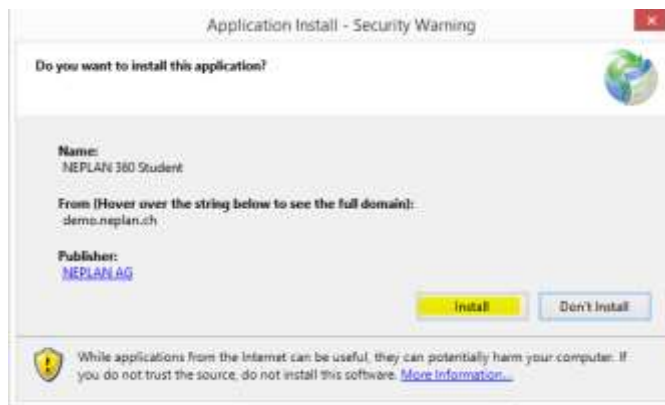 Application Install - Security Warning
Do you want to install this application?
Name:
NEPLAN 360 Student
From (Hover over the string below to see the full domain):
demo.neplan.ch
Publisher:
NEPLAN AG
Install
Don't Install
While applications from the Internet can be useful, they can potentially harm your computer. If
you do not trust the source, do not install this software. More Information...